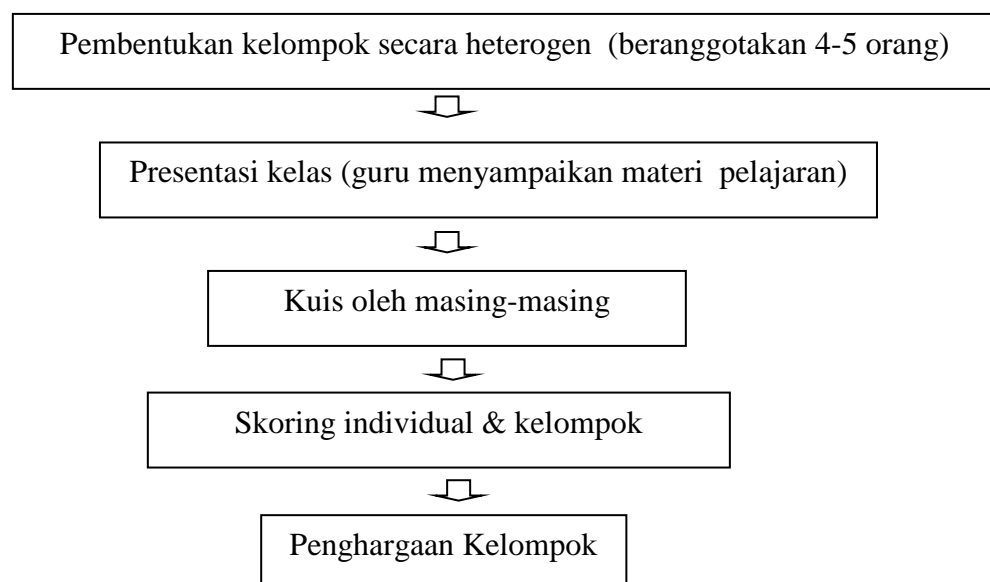 Pembentukan kelompok secara heterogen (beranggotakan 4-5 orang)
Presentasi kelas (guru menyampaikan materi pelajaran)
Kuis oleh masing-masing
Skoring individual & kelompok
Penghargaan Kelompok